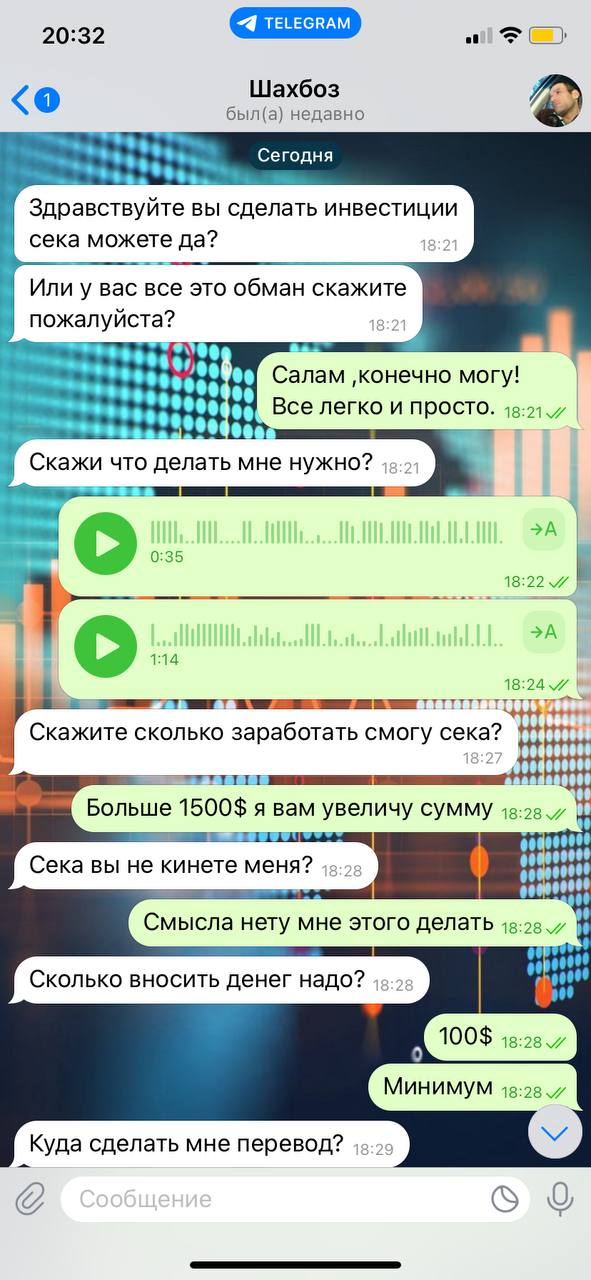 20:32
TELEGRAM
1
Шахбоз
был(а) недавно
Сегодня
Здравствуйте вы сделать инвестиции
сека можете да?
18:21
Или у вас все это обман скажите
пожалуйста?
18:21
Салам ,конечно могу!
Все легко и просто. 18:21
Скажи что делать мне нужно? 18:21
→A
0:35
18:22
→A
1:14
18:24
Скажите сколько заработать смогу сека?
18:27
Больше 1500$ я вам увеличу сумму 18:28
Сека вы не кинете меня? 18:28
Смысла нету мне этого делать 18:28
Сколько вносить денег надо? 18:28
100$ 18:28
Минимум 18:28
Куда сделать мне перевод? 18:29
Сообщение